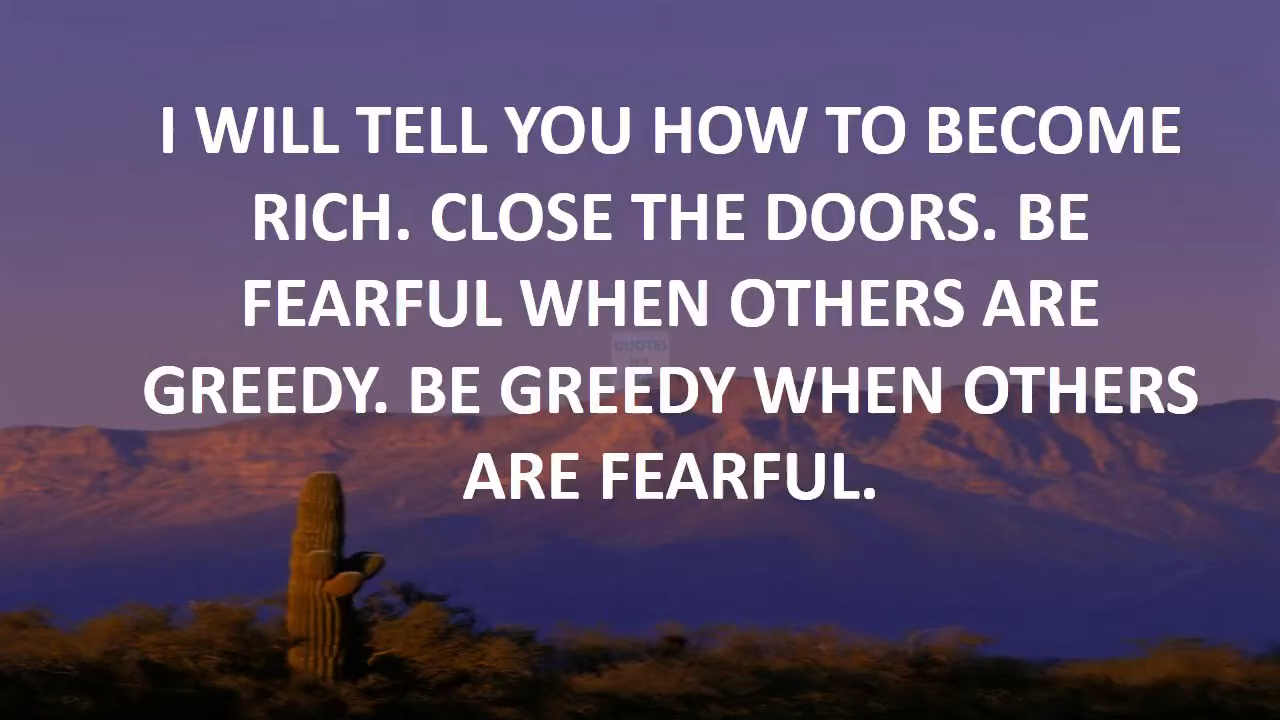 I WILL TELL YOU HOW TO BECOME
RICH. CLOSE THE DOORS. BE
FEARFUL WHEN OTHERS ARE
QUOTES
GREEDY. BE GREEDY WHEN OTHERS
ARE FEARFUL.